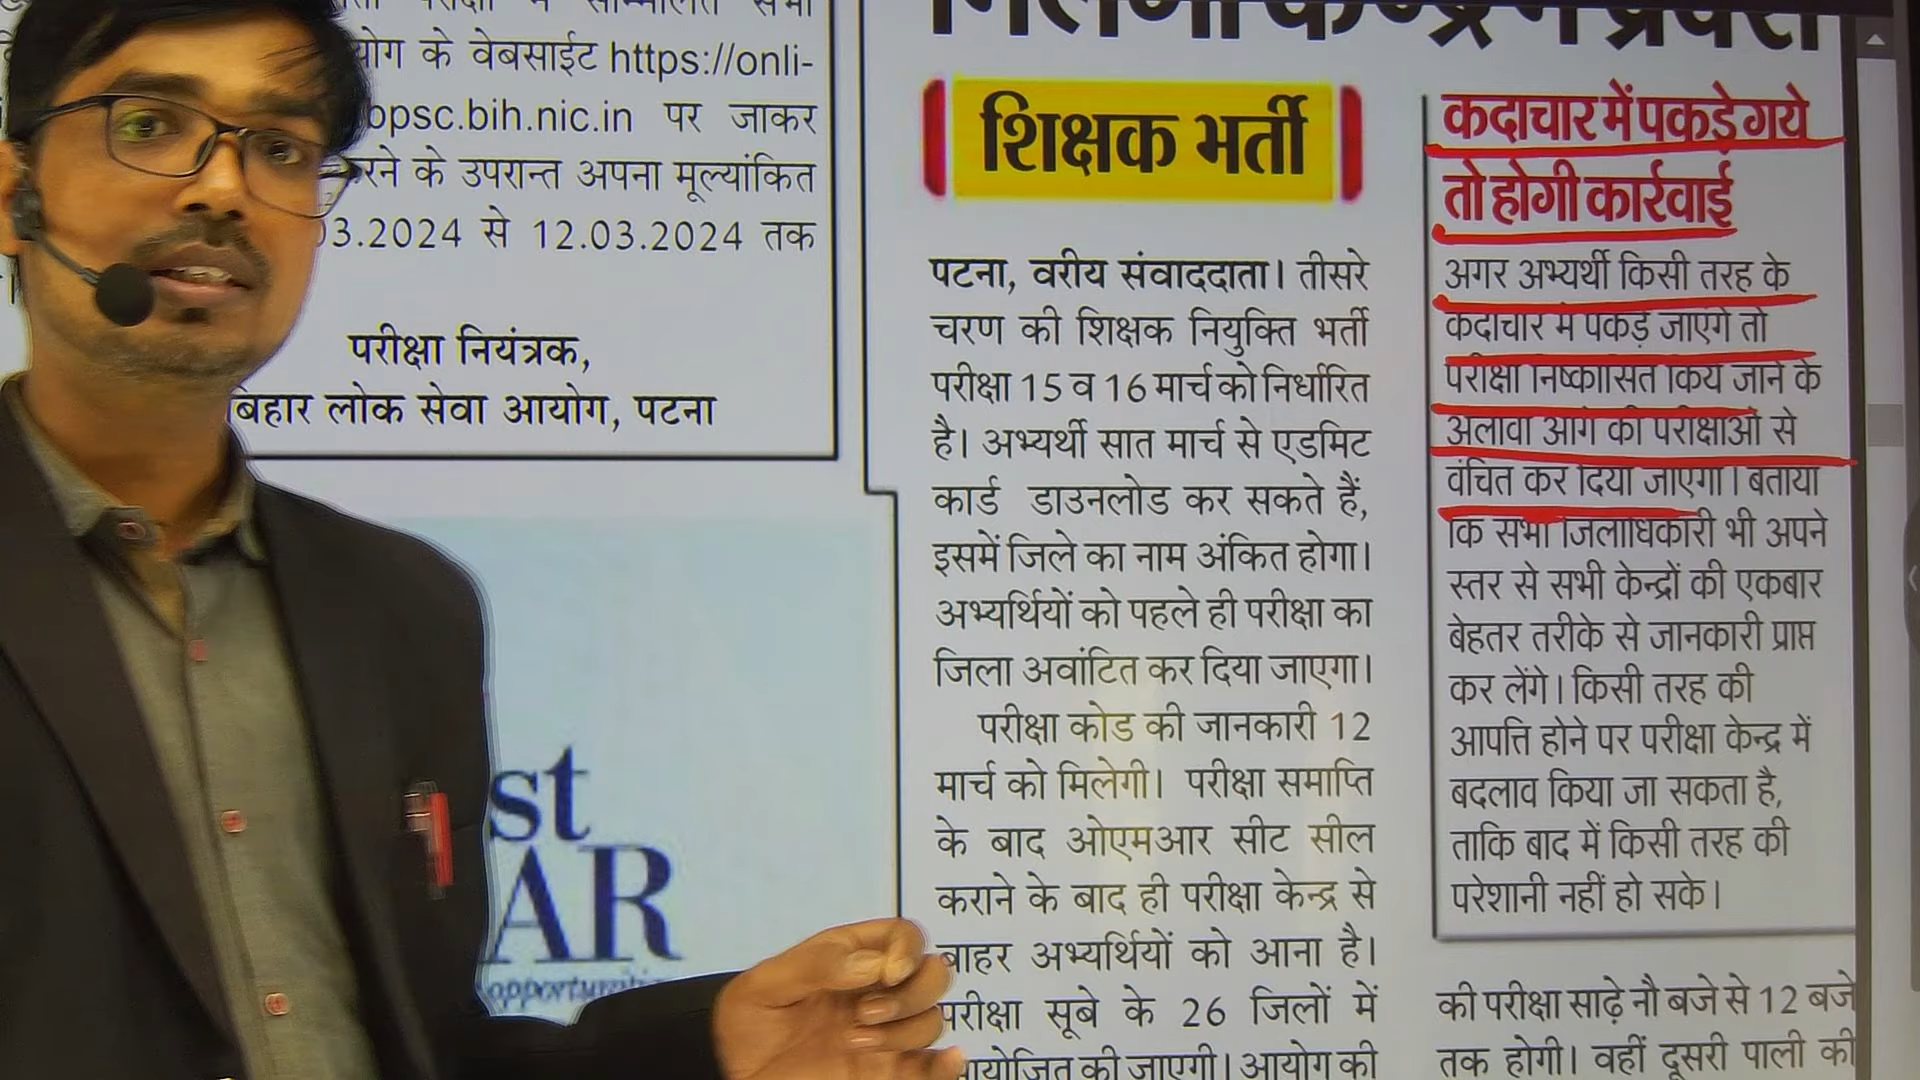 योग के वेबसाईट https://onli-
bpsc.bih.nic.in पर जाकर
करने के उपरान्त अपना मूल्यांकित
03.2024 से 12.03.2024 तक
परीक्षा नियंत्रक,
बिहार लोक सेवा आयोग, पटना
st
AR
शिक्षक भर्ती
पटना, वरीय संवाददाता। तीसरे
चरण की शिक्षक नियुक्ति भर्ती
परीक्षा 15 व 16 मार्च को निर्धारित
है। अभ्यर्थी सात मार्च से एडमिट
कार्ड डाउनलोड कर सकते हैं,
इसमें जिले का नाम अंकित होगा।
अभ्यर्थियों को पहले ही परीक्षा का
जिला अवांटित कर दिया जाएगा।
परीक्षा कोड की जानकारी 12
मार्च को मिलेगी। परीक्षा समाप्ति
के बाद ओएमआर सीट सील
कराने के बाद ही परीक्षा केन्द्र से
बाहर अभ्यर्थियों को आना है।
परीक्षा सूबे के 26 जिलों में
आयोजित की जाएगी। आयोग की
कदाचार में पकड़े गये
तो होगी कार्रवाई
अगर अभ्यर्थी किसी तरह के
कदाचार में पकड़े जाएंगे तो
परीक्षा निष्कासित किये जाने के
अलावा आगे की परीक्षाओं से
वंचित कर दिया जाएगा। बताया
कि सभी जिलाधिकारी भी अपने
स्तर से सभी केन्द्रों की एकबार
बेहतर तरीके से जानकारी प्राप्त
कर लेंगे। किसी तरह की
आपत्ति होने पर परीक्षा केन्द्र में
बदलाव किया जा सकता है,
ताकि बाद में किसी तरह की
परेशानी नहीं हो सके।
की परीक्षा साढ़े नौ बजे से 12 बजे
तक होगी। वहीं दूसरी पाली की